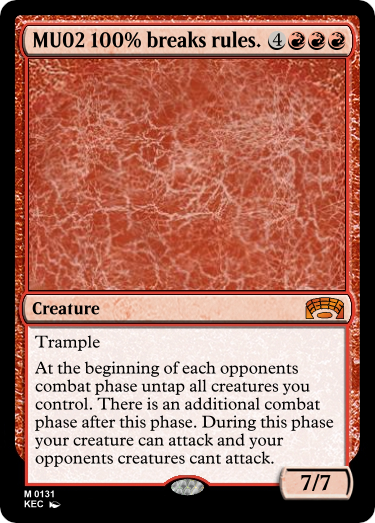 MU02 100% breaks rules. 4
Creature
Trample
At the beginning of each opponents
combat phase untap all creatures you
control. There is an additional combat
phase after this phase. During this phase
your creature can attack and your
opponents creatures cant attack.
7/7
M 0131
KEC